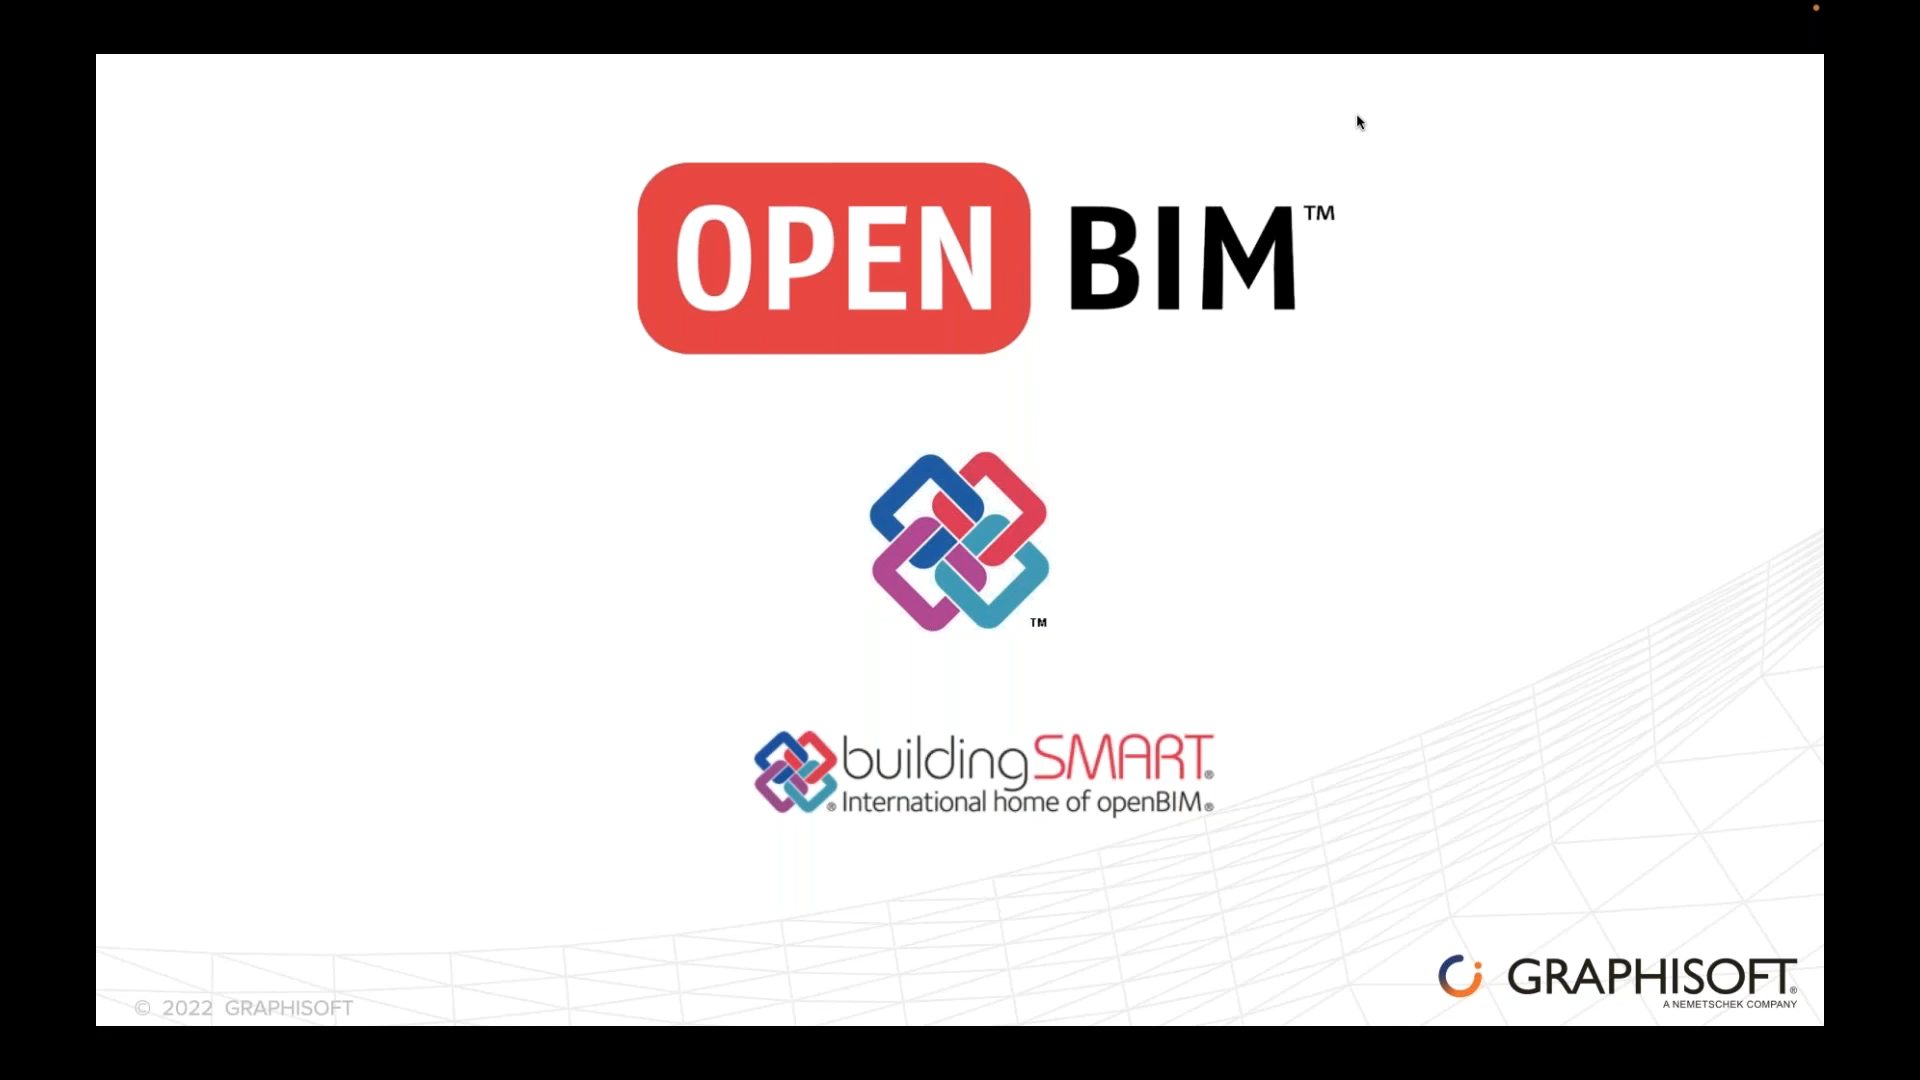 OPEN BIM™
™
buildingSMART®
® International home of openBIM®
GRAPHISOFT®
A NEMETSCHEK COMPANY
© 2022 GRAPHISOFT